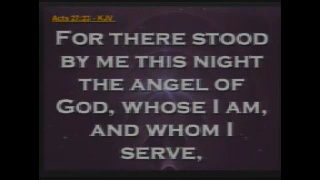 Acts 27:23 - KJV
FOR THERE STOOD
BY ME THIS NIGHT
THE ANGEL OF
GOD, WHOSE I AM,
AND WHOM I
SERVE,